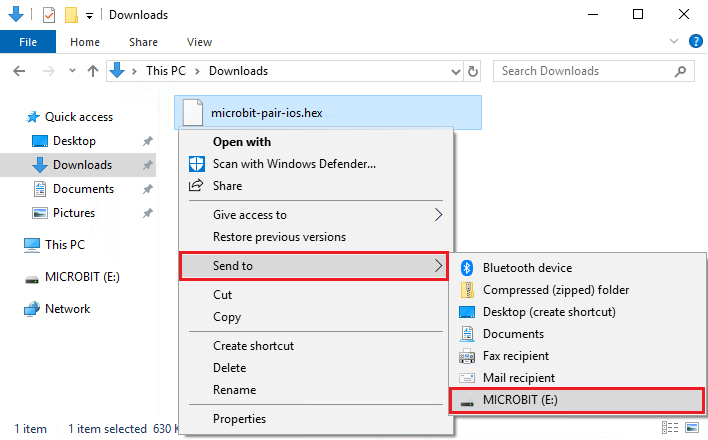 Downloads
File Home Share View
This PC Downloads Search Downloads
Quick access
Desktop
Downloads
Documents
Pictures
This PC
MICROBIT (E:)
Network
microbit-pair-ios.hex
Open with
Scan with Windows Defender...
Share
Give access to
Restore previous versions
Send to
Cut
Copy
Create shortcut
Delete
Rename
Properties
Bluetooth device
Compressed (zipped) folder
Desktop (create shortcut)
Documents
Fax recipient
Mail recipient
MICROBIT (E:)
1 item 1 item selected 630 K